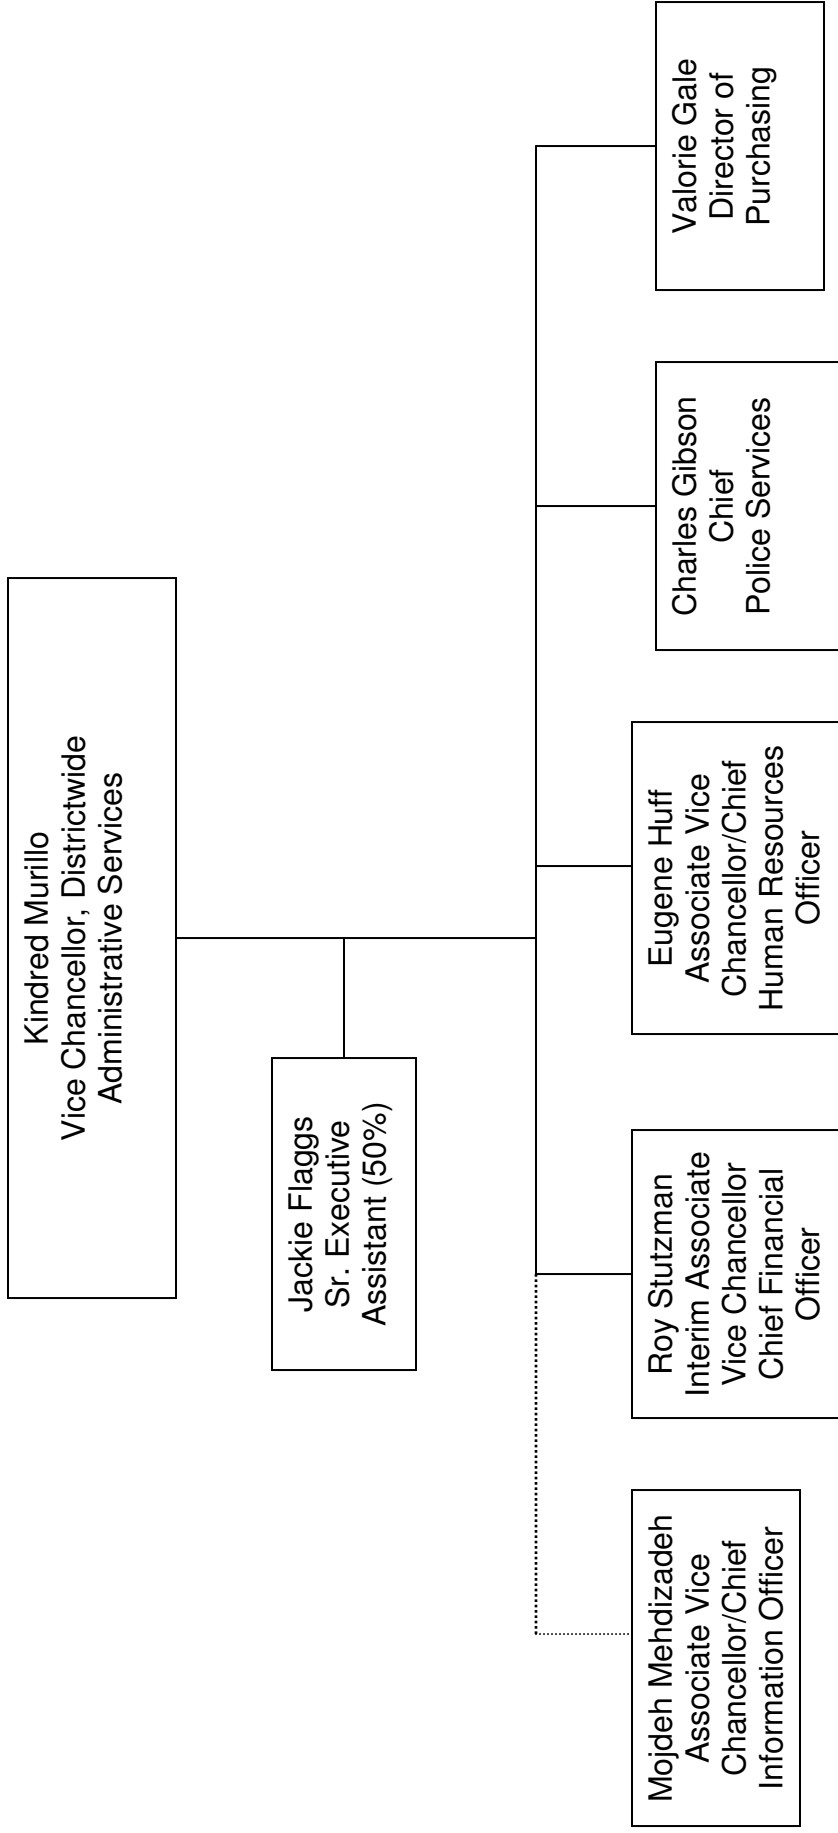 Kindred Murillo
Vice Chancellor, Districtwide
Administrative Services
Jackie Flaggs
Sr. Executive
Assistant (50%)
Mojdeh Mehdizadeh
Associate Vice
Chancellor/Chief
Information Officer
Roy Stutzman
Interim Associate
Vice Chancellor
Chief Financial
Officer
Eugene Huff
Associate Vice
Chancellor/Chief
Human Resources
Officer
Charles Gibson
Chief
Police Services
Valorie Gale
Director of
Purchasing